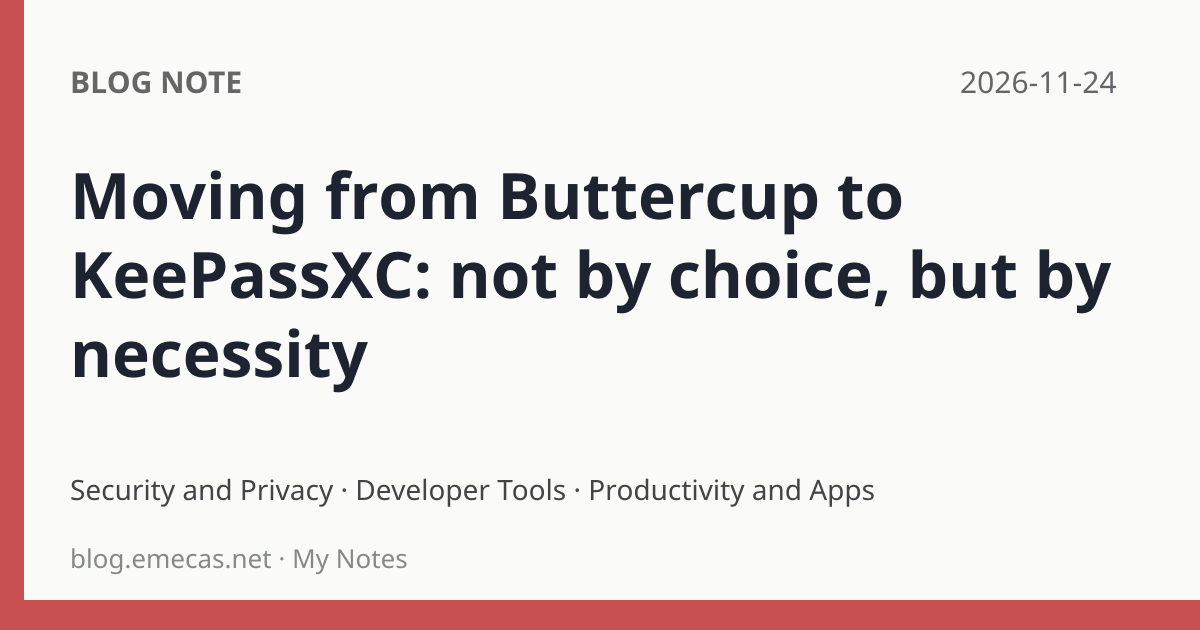 BLOG NOTE
2026-11-24
Moving from Buttercup to
KeePassXC: not by choice, but by
necessity
Security and Privacy · Developer Tools · Productivity and Apps
blog.emecas.net · My Notes